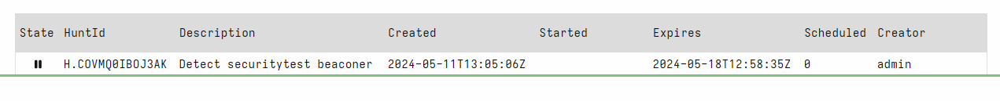 State HuntId Description Created Started Expires Scheduled Creator
H.COVMQ0IBOJ3AK Detect securitytest beaconer 2024-05-11T13:05:06Z 2024-05-18T12:58:35Z 0 admin